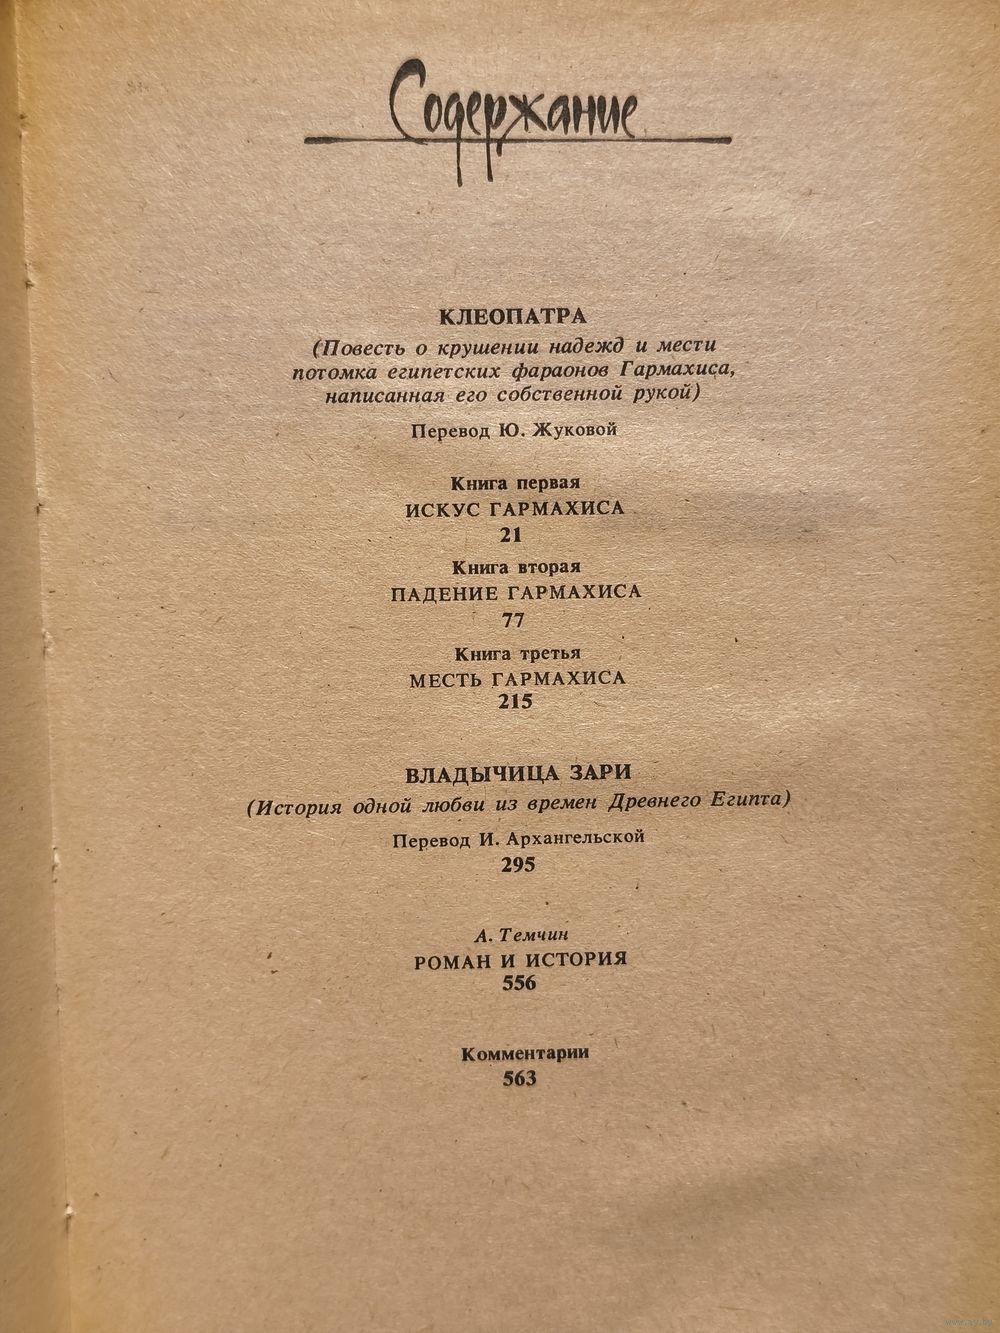 Содержание
КЛЕОПАТРА
(Повесть о крушении надежд и мести
потомка египетских фараонов Гармахиса,
написанная его собственной рукой)
Перевод Ю. Жуковой
Книга первая
ИСКУС ГАРМАХИСА
21
Книга вторая
ПАДЕНИЕ ГАРМАХИСА
77
Книга третья
МЕСТЬ ГАРМАХИСА
215
ВЛАДЫЧИЦА ЗАРИ
(История одной любви из времен Древнего Египта)
Перевод И. Архангельской
295
А. Темчин
РОМАН И ИСТОРИЯ
556
Комментарии
563